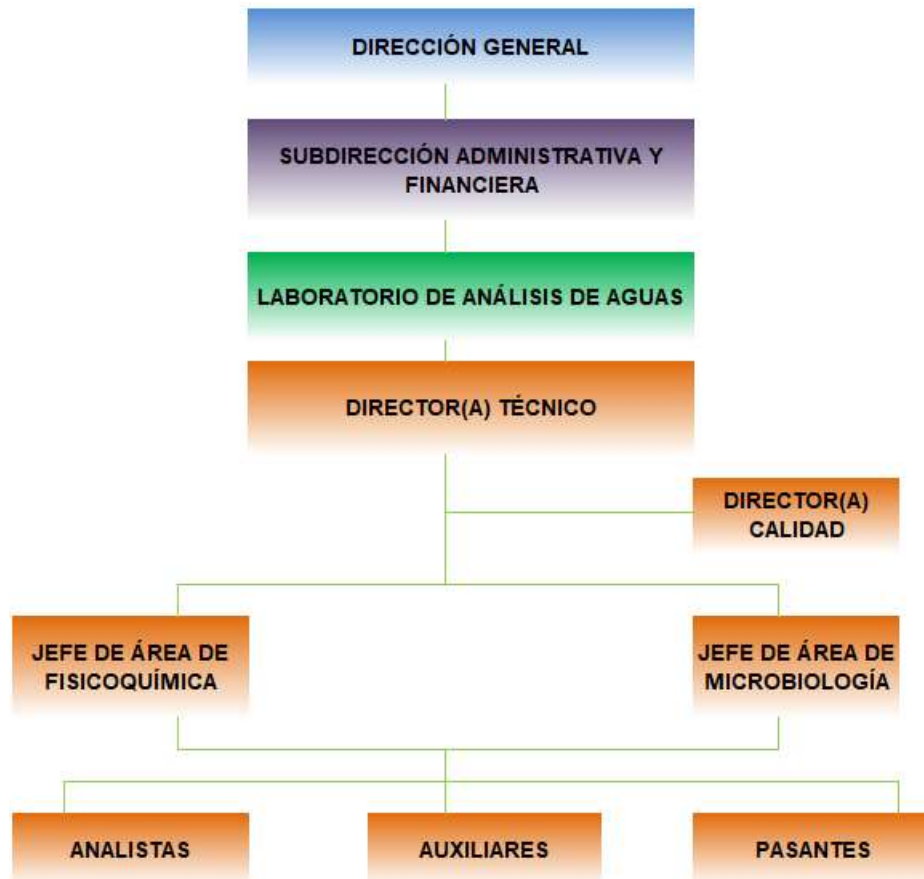 DIRECCIÓN GENERAL
SUBDIRECCIÓN ADMINISTRATIVA Y
FINANCIERA
LABORATORIO DE ANÁLISIS DE AGUAS
DIRECTOR(A) TÉCNICO
DIRECTOR(A)
CALIDAD
JEFE DE ÁREA DE
FISICOQUÍMICA
JEFE DE ÁREA DE
MICROBIOLOGÍA
ANALISTAS
AUXILIARES
PASANTES